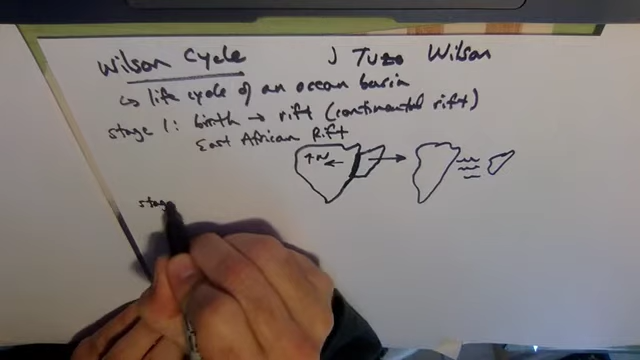 Wilson Cycle J Tuzo Wilson
↳ life cycle of an ocean basin
stage 1: birth → rift (continental rift)
East African Rift
↑N
stage